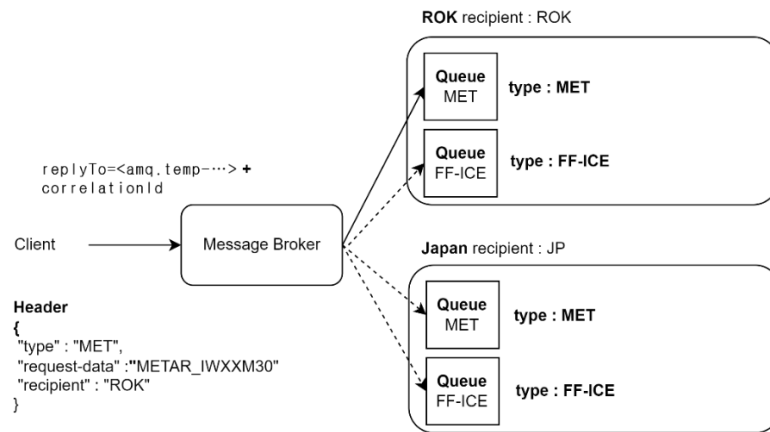 ROK recipient : ROK
Queue
MET
type : MET
Queue
FF-ICE
type : FF-ICE
replyTo=<amq.temp-···> +
correlationId
Client
Message Broker
Japan recipient : JP
Queue
MET
type : MET
Queue
FF-ICE
type : FF-ICE
Header
{
"type" : "MET",
"request-data" :"METAR_IWXXM30"
"recipient" : "ROK"
}